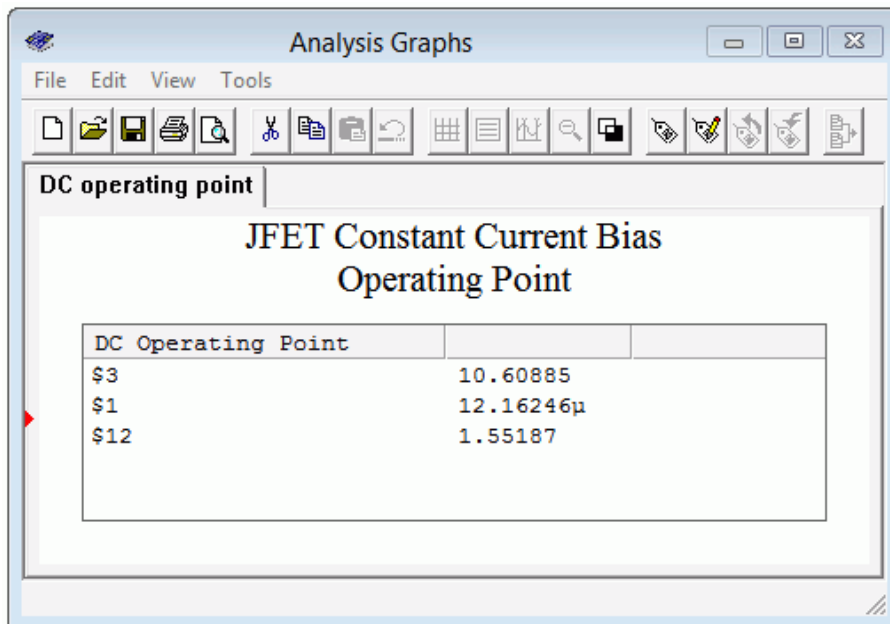 Analysis Graphs
File Edit View Tools
DC operating point
JFET Constant Current Bias
Operating Point
DC Operating Point
$3 10.60885
$1 12.16246µ
$12 1.55187